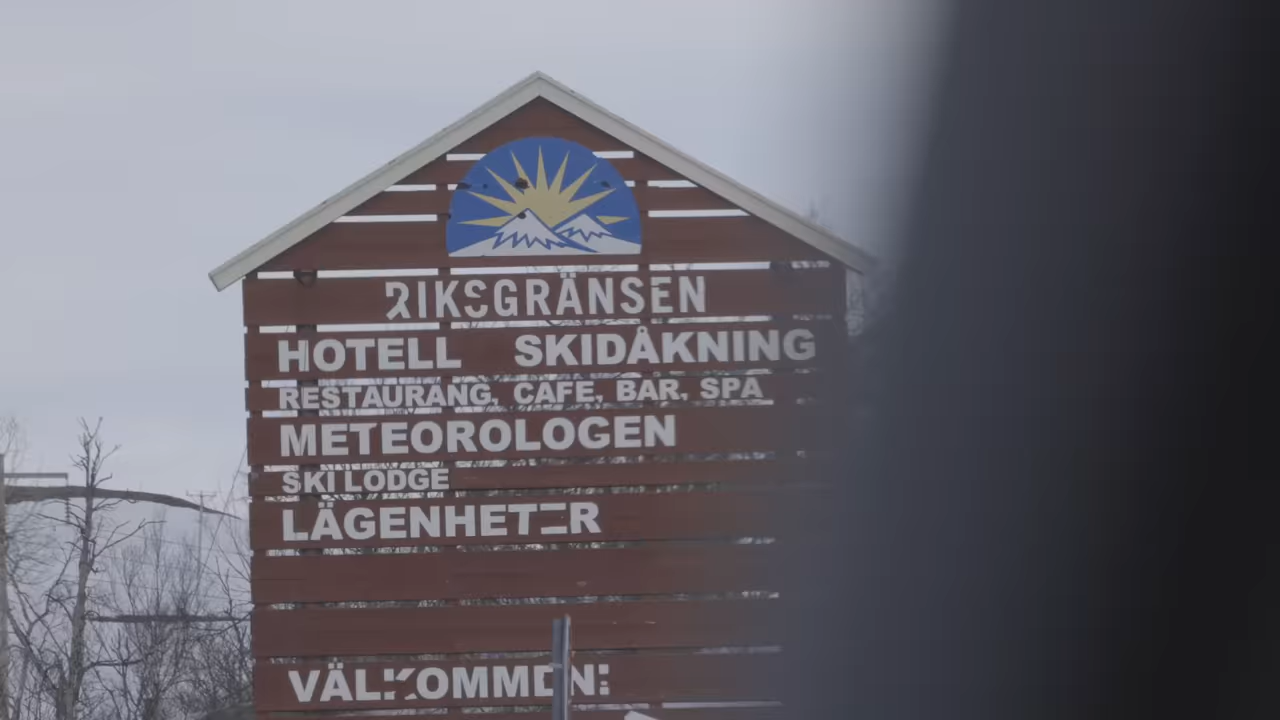 RIKSGRÄNSEN
HOTELL SKIDÅKNING
RESTAURANG, CAFE, BAR, SPA
METEOROLOGEN
SKI LODGE
LÄGENHETER
VÄLKOMMEN!